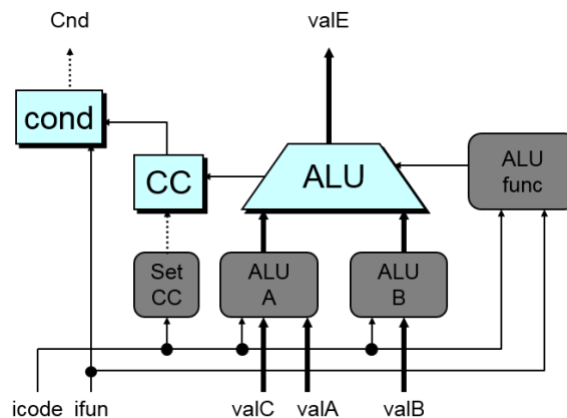 Cnd
valE
cond
CC
ALU
ALU
func
Set
CC
ALU
A
ALU
B
icode
ifun
valC
valA
valB